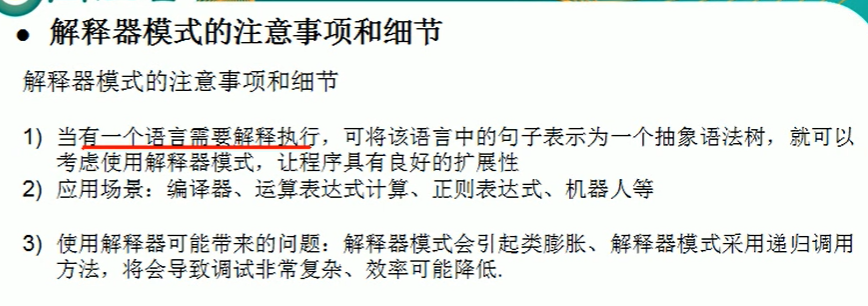 ● 解释器模式的注意事项和细节
解释器模式的注意事项和细节
1) 当有一个语言需要解释执行，可将该语言中的句子表示为一个抽象语法树，就可以
考虑使用解释器模式，让程序具有良好的扩展性
2) 应用场景：编译器、运算表达式计算、正则表达式、机器人等
3) 使用解释器可能带来的问题：解释器模式会引起类膨胀、解释器模式采用递归调用
方法，将会导致调试非常复杂、效率可能降低.